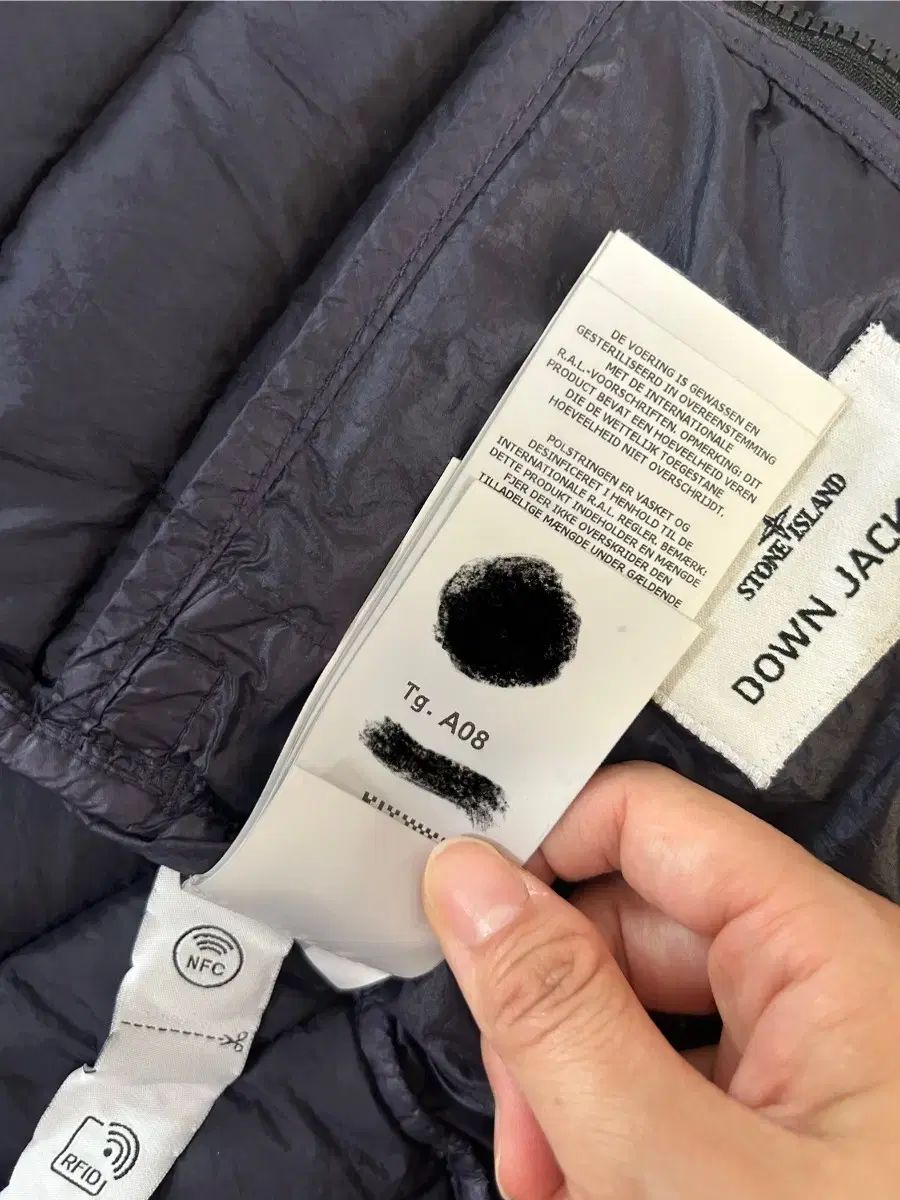 DE VOERING IS GEWASSEN EN
GESTERILISEERD IN OVEREENSTEMMING
MET DE INTERNATIONALE
R.A.L.-VOORSCHRIFTEN. OPMERKING: DIT
PRODUCT BEVAT EEN HOEVEELHEID VEREN
DIE DE WETTELIJK TOEGESTANE
HOEVEELHEID NIET OVERSCHRIJDT.
POLSTRINGEN ER VASKET OG
DESINFICERET I HENHOLD TIL DE
INTERNATIONALE R.A.L. REGLER. BEMÆRK:
DETTE PRODUKT INDEHOLDER EN MÆNGDE
FJER DER IKKE OVERSKRIDER DEN
TILLADELIGE MÆNGDE UNDER GÆLDENDE
Tg. A08
STONE ISLAND
DOWN JACK
NFC
RFID